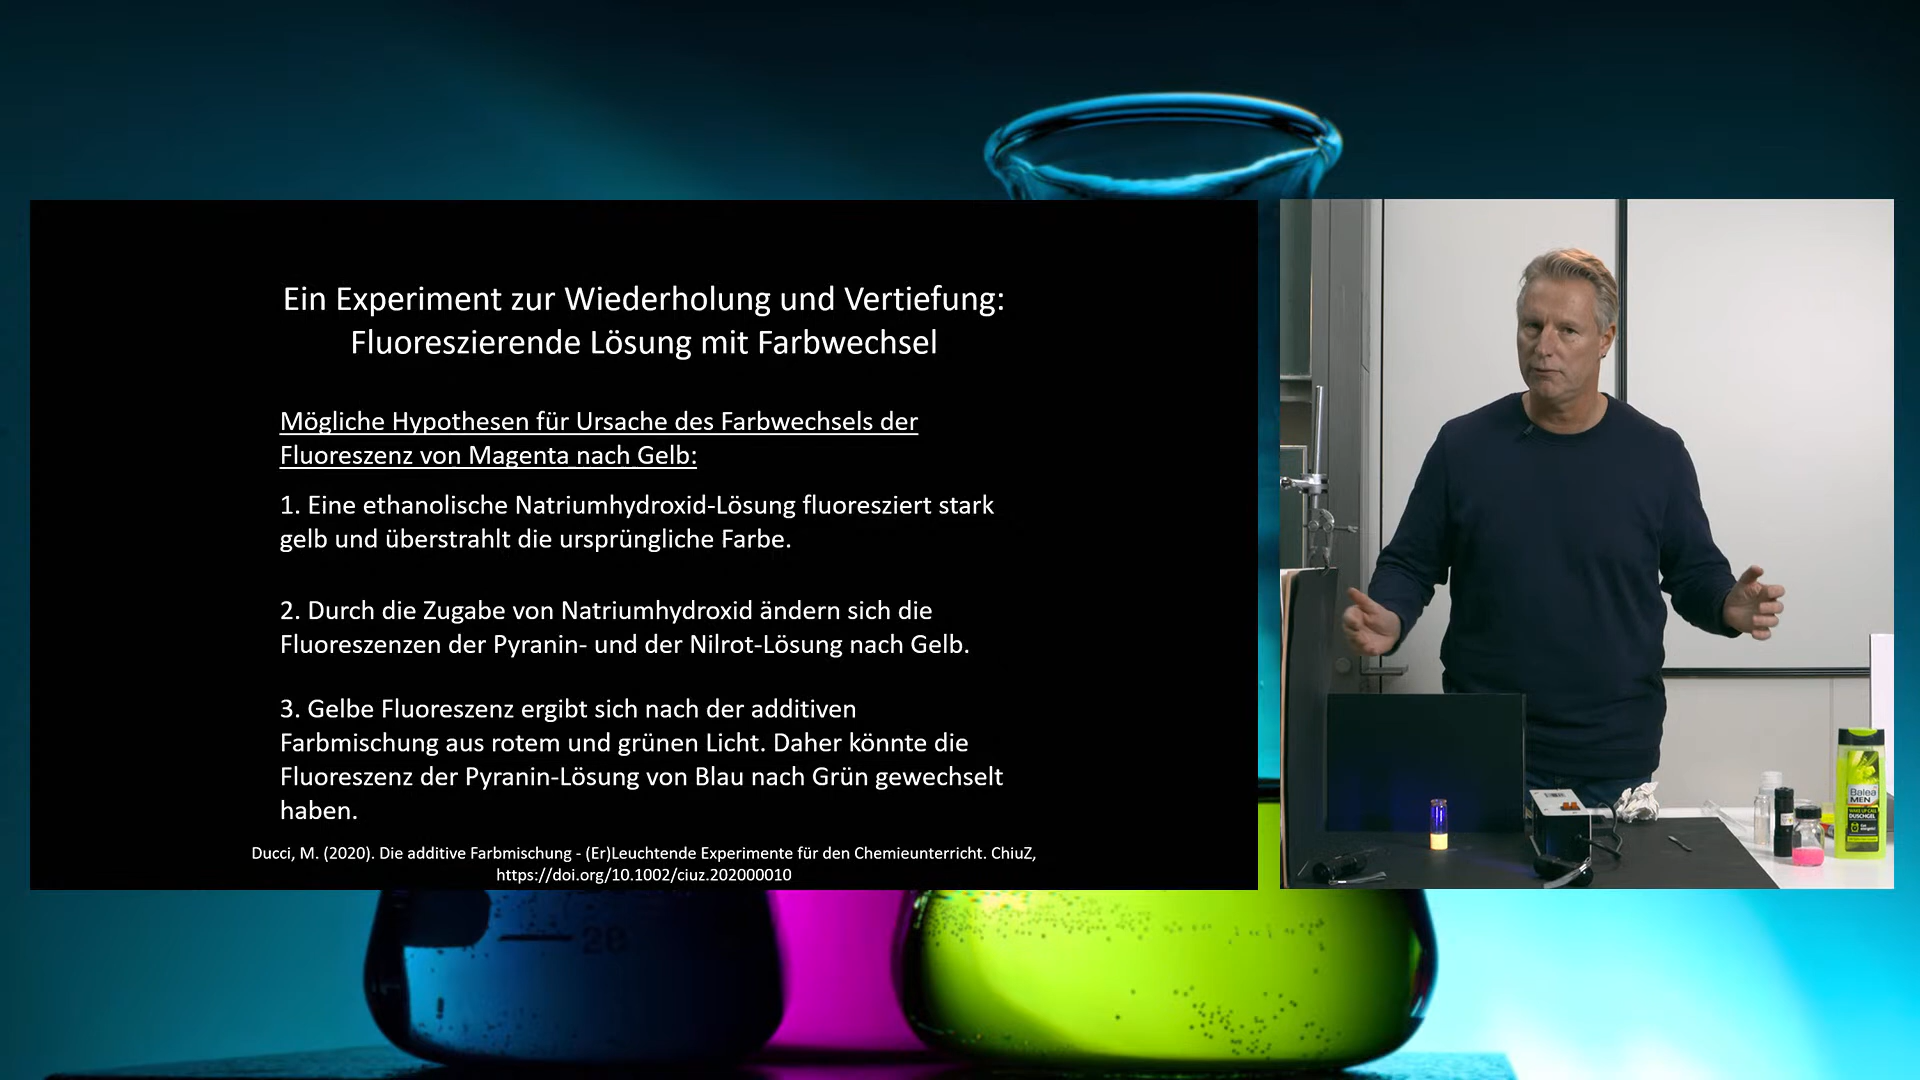 Ein Experiment zur Wiederholung und Vertiefung:
Fluoreszierende Lösung mit Farbwechsel
Mögliche Hypothesen für Ursache des Farbwechsels der
Fluoreszenz von Magenta nach Gelb:
1. Eine ethanolische Natriumhydroxid-Lösung fluoresziert stark
gelb und überstrahlt die ursprüngliche Farbe.
2. Durch die Zugabe von Natriumhydroxid ändern sich die
Fluoreszenzen der Pyranin- und der Nilrot-Lösung nach Gelb.
3. Gelbe Fluoreszenz ergibt sich nach der additiven
Farbmischung aus rotem und grünen Licht. Daher könnte die
Fluoreszenz der Pyranin-Lösung von Blau nach Grün gewechselt
haben.
Ducci, M. (2020). Die additive Farbmischung - (Er)Leuchtende Experimente für den Chemieunterricht. ChiuZ,
https://doi.org/10.1002/ciuz.202000010
Balea
MEN
DUSCHGEL
20